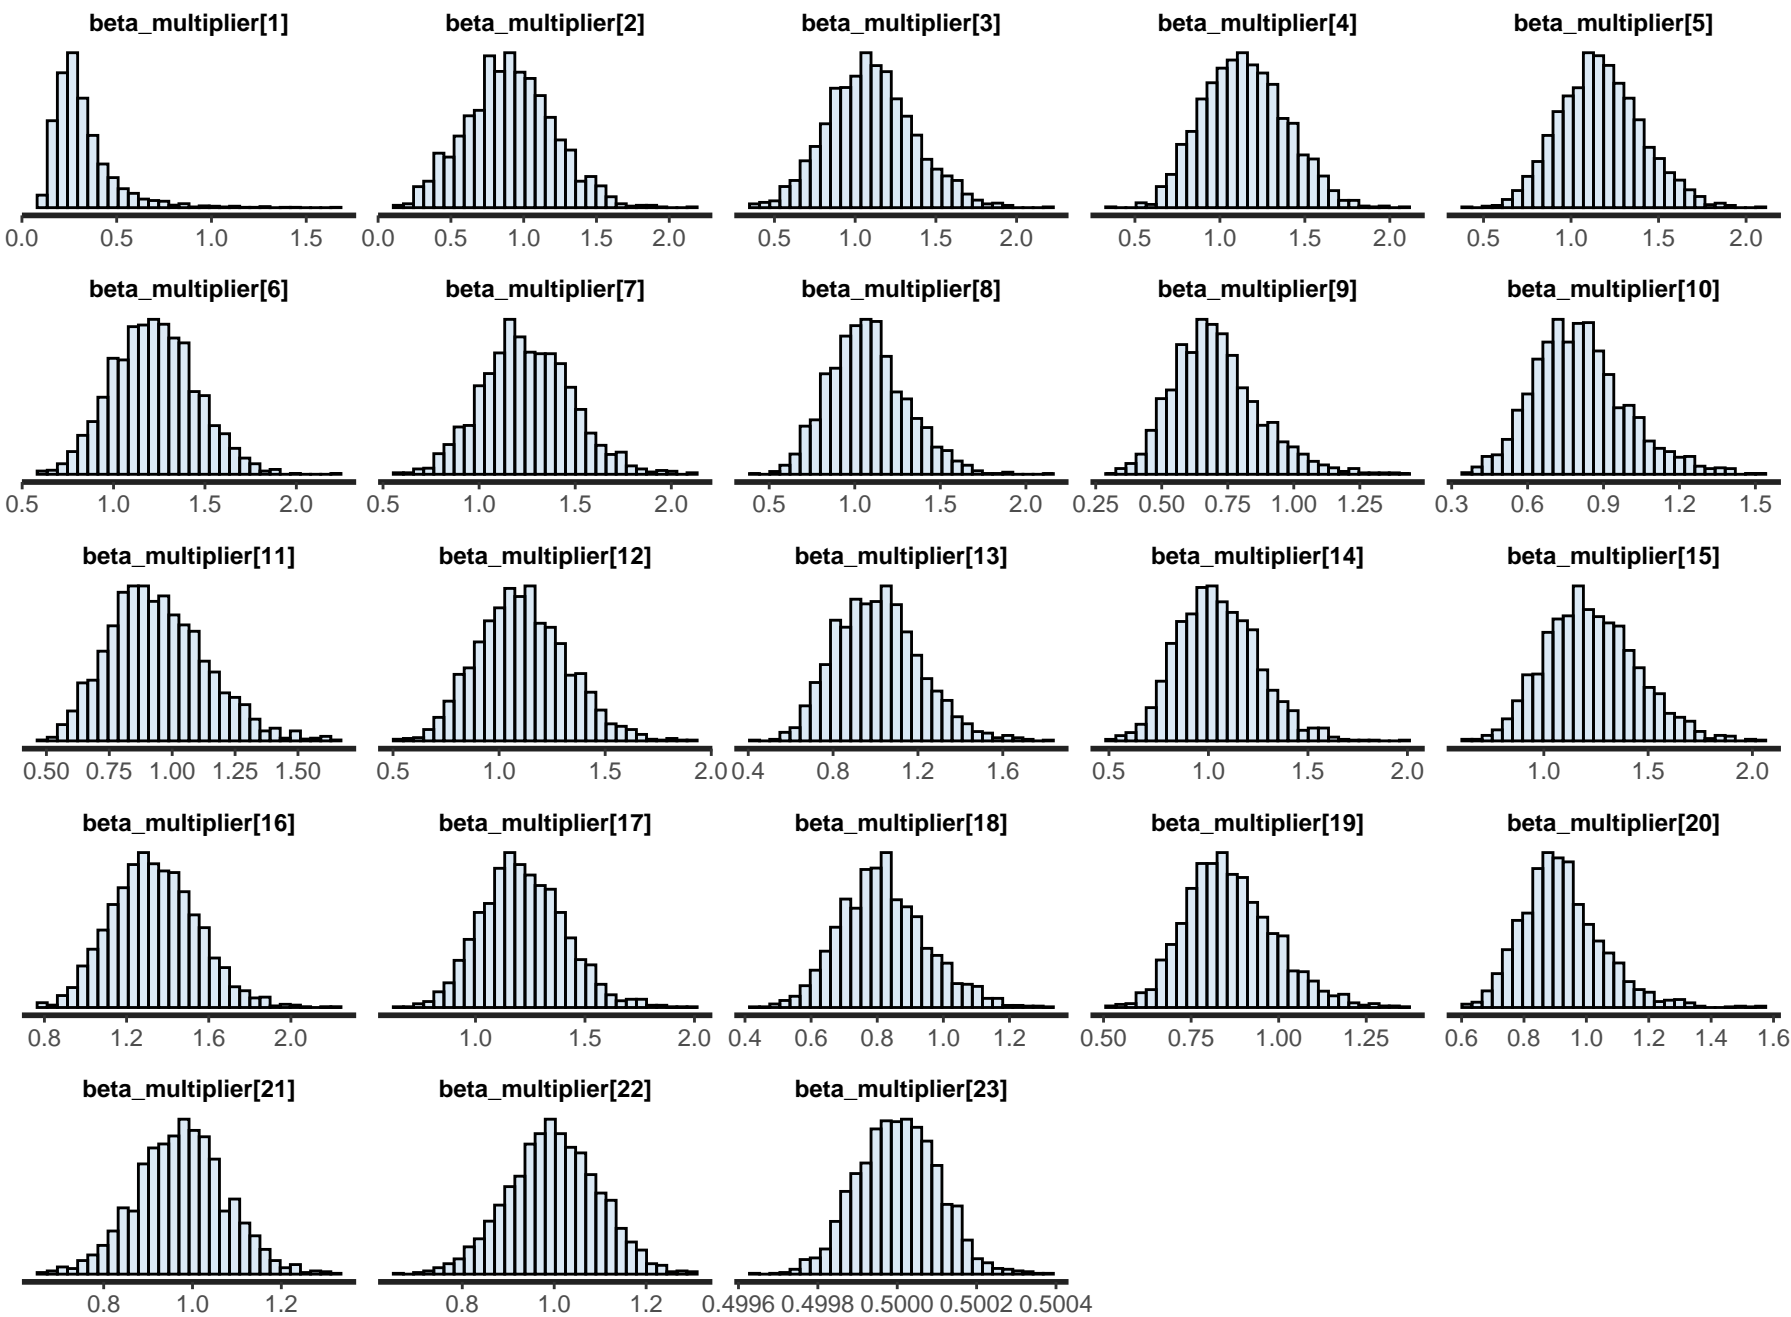 beta_multiplier[1] beta_multiplier[2] beta_multiplier[3] beta_multiplier[4] beta_multiplier[5]
0.0 0.5 1.0 1.5 0.0 0.5 1.0 1.5 2.0 0.5 1.0 1.5 2.0 0.5 1.0 1.5 2.0 0.5 1.0 1.5 2.0
beta_multiplier[6] beta_multiplier[7] beta_multiplier[8] beta_multiplier[9] beta_multiplier[10]
0.5 1.0 1.5 2.0 0.5 1.0 1.5 2.0 0.5 1.0 1.5 2.0 0.25 0.50 0.75 1.00 1.25 0.3 0.6 0.9 1.2 1.5
beta_multiplier[11] beta_multiplier[12] beta_multiplier[13] beta_multiplier[14] beta_multiplier[15]
0.50 0.75 1.00 1.25 1.50 0.5 1.0 1.5 2.0 0.4 0.8 1.2 1.6 0.5 1.0 1.5 2.0 1.0 1.5 2.0
beta_multiplier[16] beta_multiplier[17] beta_multiplier[18] beta_multiplier[19] beta_multiplier[20]
0.8 1.2 1.6 2.0 1.0 1.5 2.0 0.4 0.6 0.8 1.0 1.2 0.50 0.75 1.00 1.25 0.6 0.8 1.0 1.2 1.4 1.6
beta_multiplier[21] beta_multiplier[22] beta_multiplier[23]
0.8 1.0 1.2 0.8 1.0 1.2 0.4996 0.4998 0.5000 0.5002 0.5004